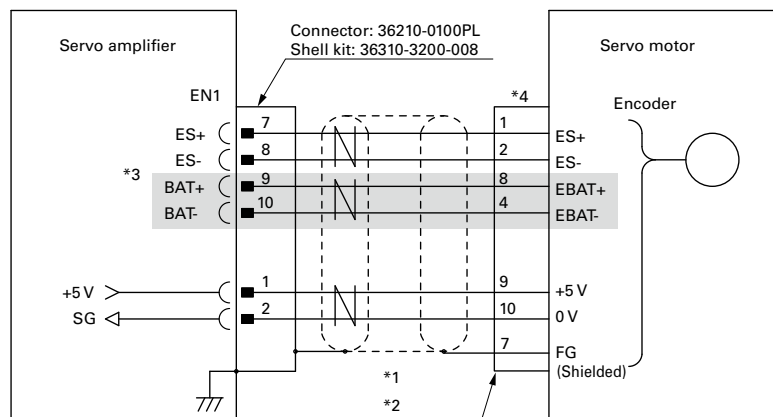 Connector: 36210-0100PL
Shell kit: 36310-3200-008
Servo amplifier
Servo motor
EN1
*4
Encoder
ES+ 7 1 ES+
ES- 8 2 ES-
*3
BAT+ 9 8 EBAT+
BAT- 10 4 EBAT-
+5 V 1 9 +5 V
SG 2 10 0 V
7 FG
(Shielded)
*1
*2